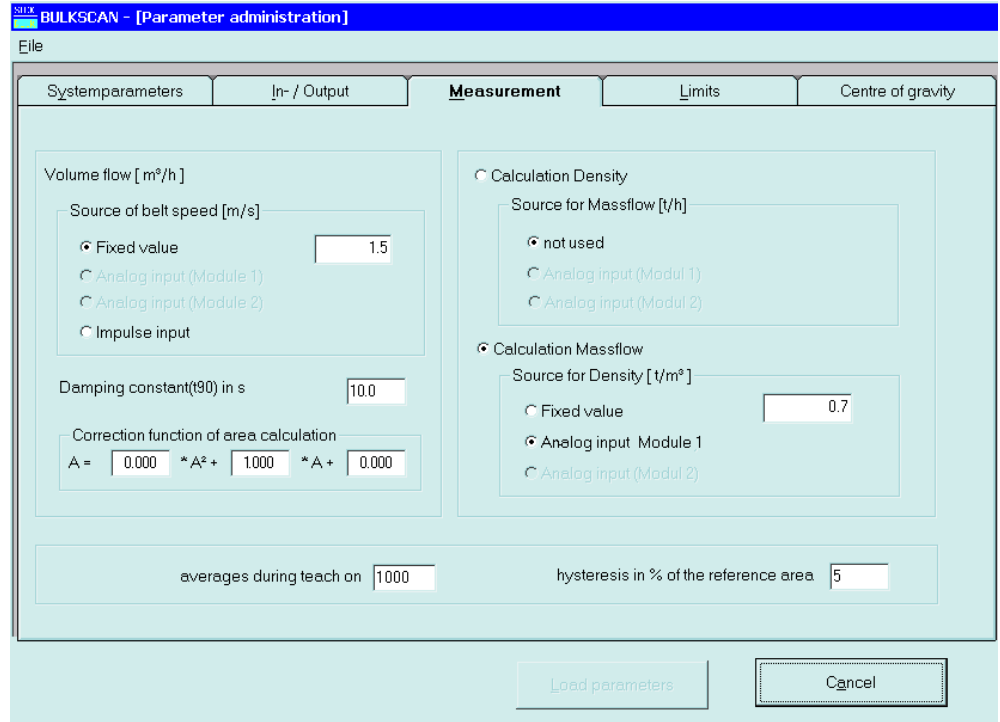 SICK BULKSCAN - [Parameter administration]
File
Systemparameters In- / Output Measurement Limits Centre of gravity
Volume flow [ m³/h ]
Source of belt speed [m/s]
Fixed value 1.5
Analog input (Module 1)
Analog input (Module 2)
Impulse input
Damping constant(t90) in s 10.0
Correction function of area calculation
A = 0.000 * A² + 1.000 * A + 0.000
Calculation Density
Source for Massflow [t/h]
not used
Analog input (Modul 1)
Analog input (Modul 2)
Calculation Massflow
Source for Density [ t/m³ ]
Fixed value 0.7
Analog input Module 1
Analog input (Modul 2)
averages during teach on 1000 hysteresis in % of the reference area 5
Load parameters Cancel